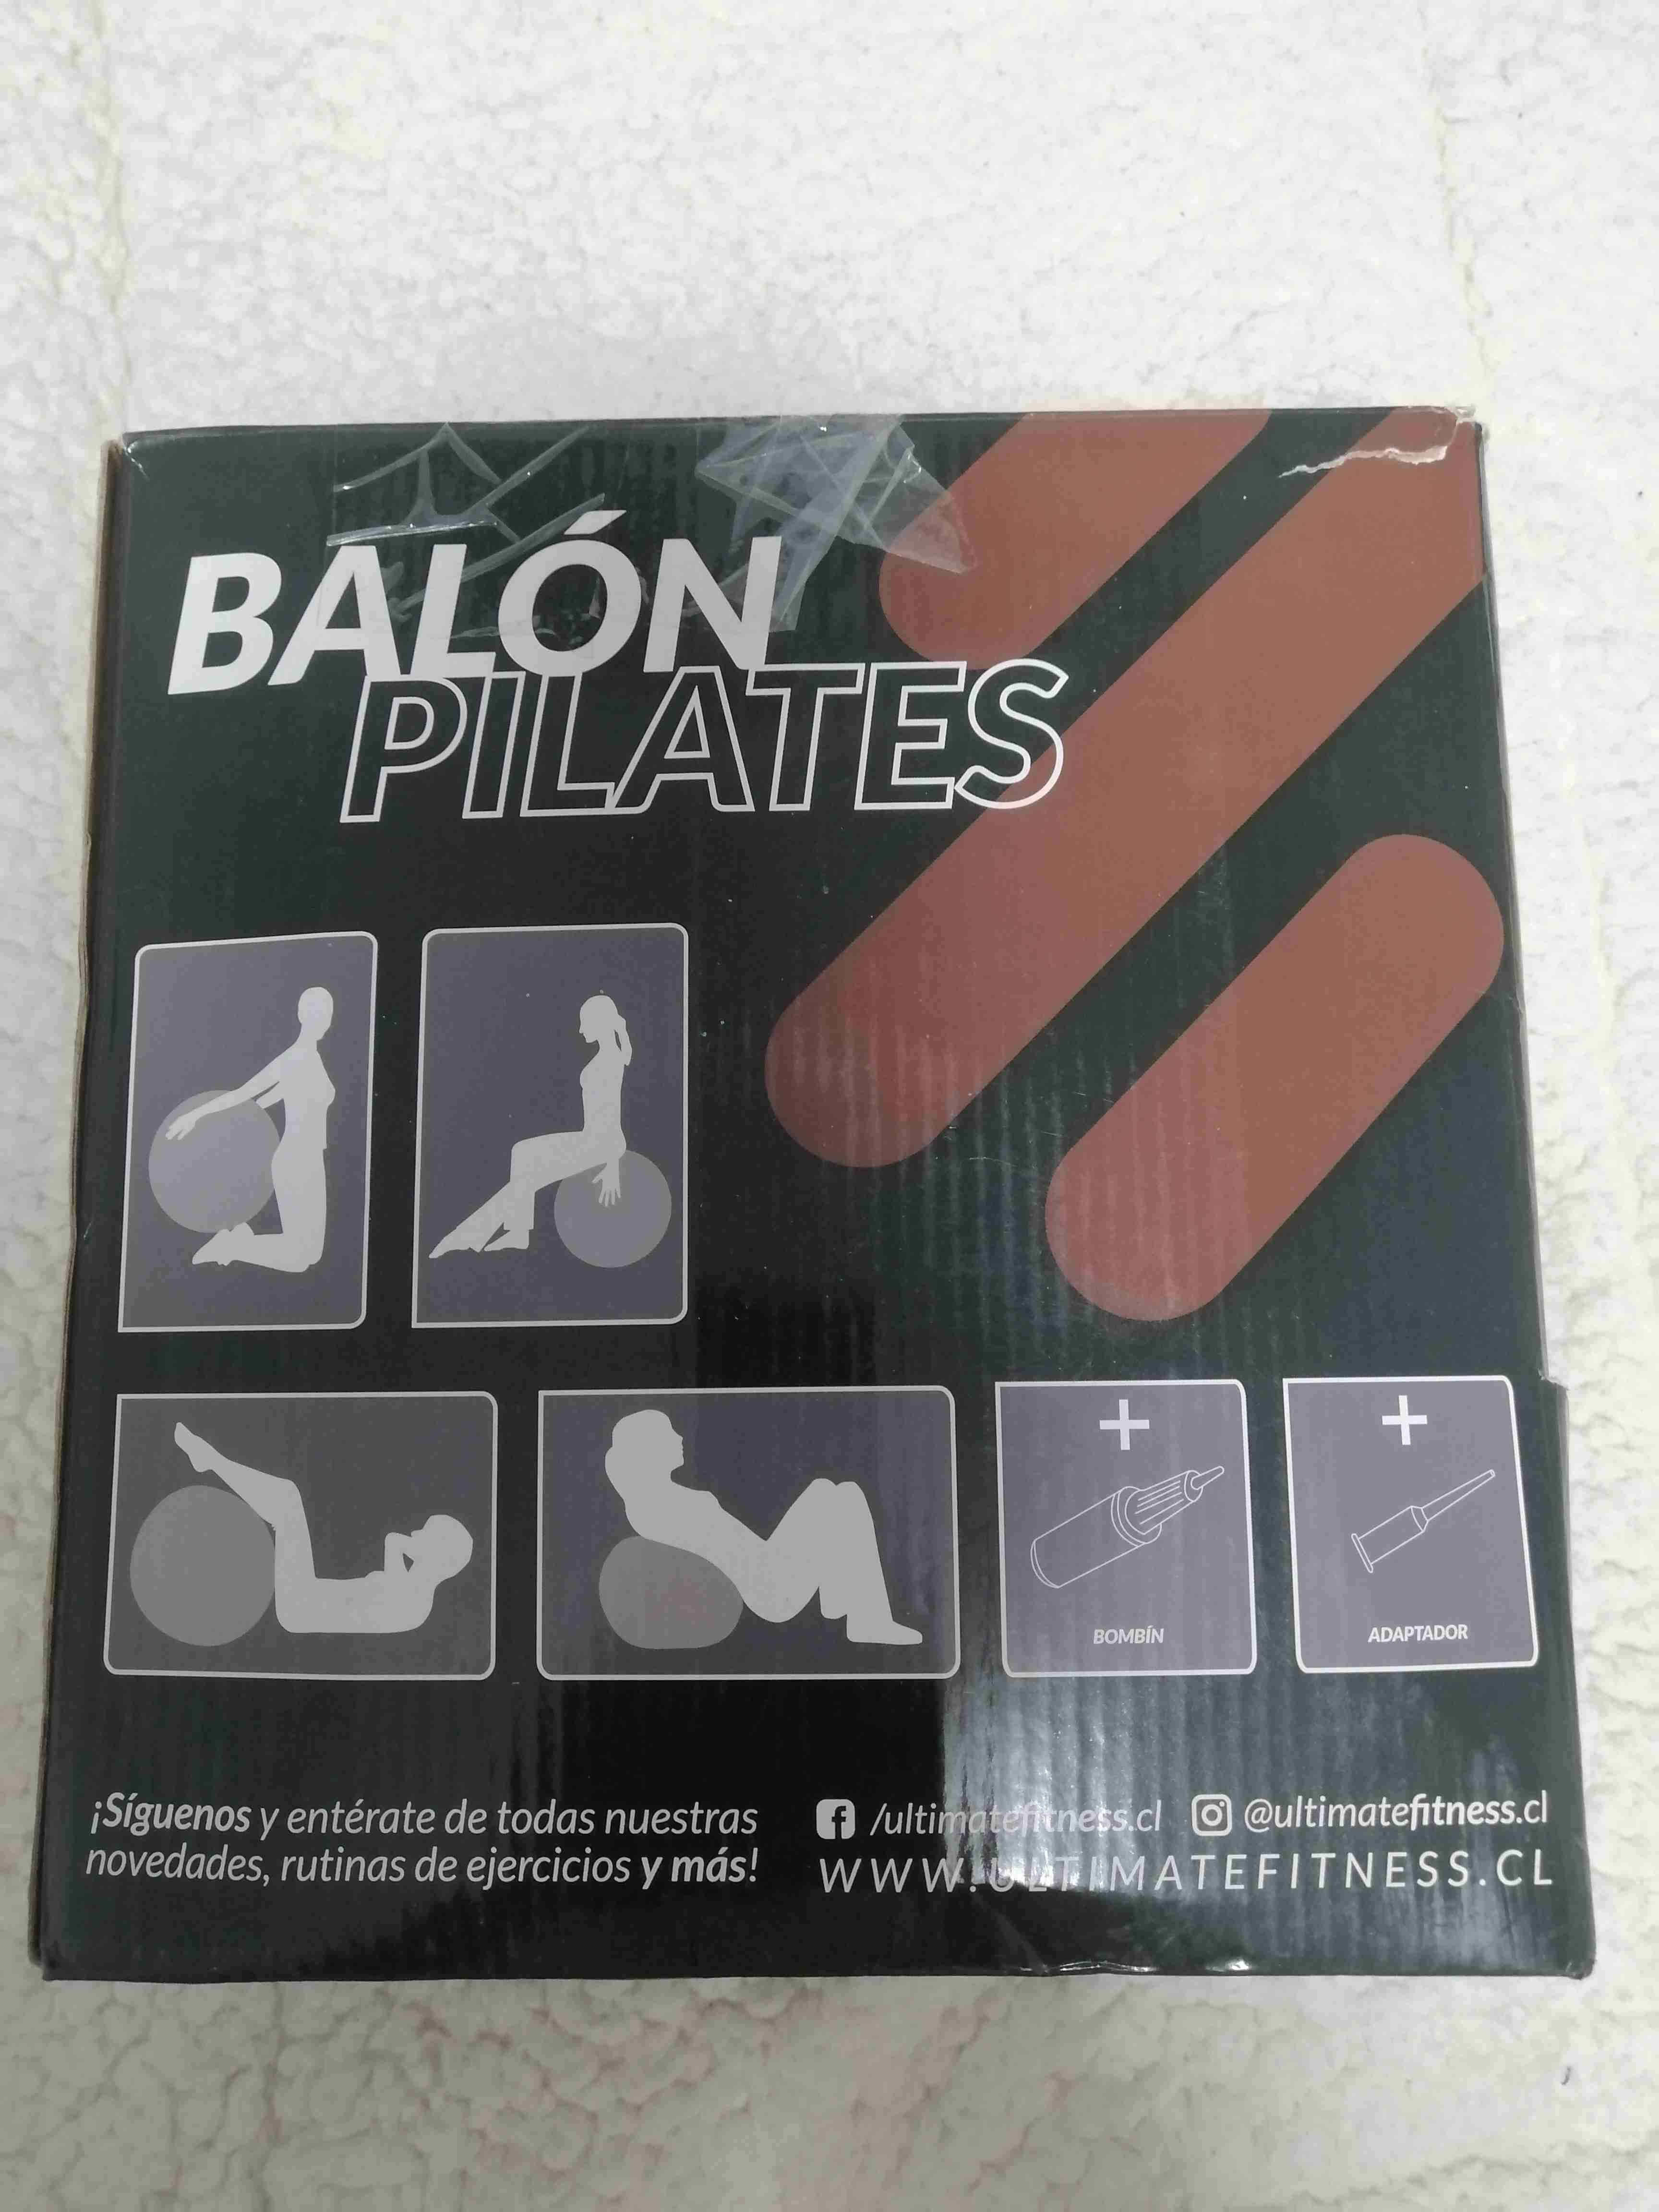 BALÓN
PILATES
+
+
BOMBÍN
ADAPTADOR
¡Síguenos y entérate de todas nuestras
novedades, rutinas de ejercicios y más!
/ultimatefitness.cl @ultimatefitness.cl
WWW.ULTIMATEFITNESS.CL